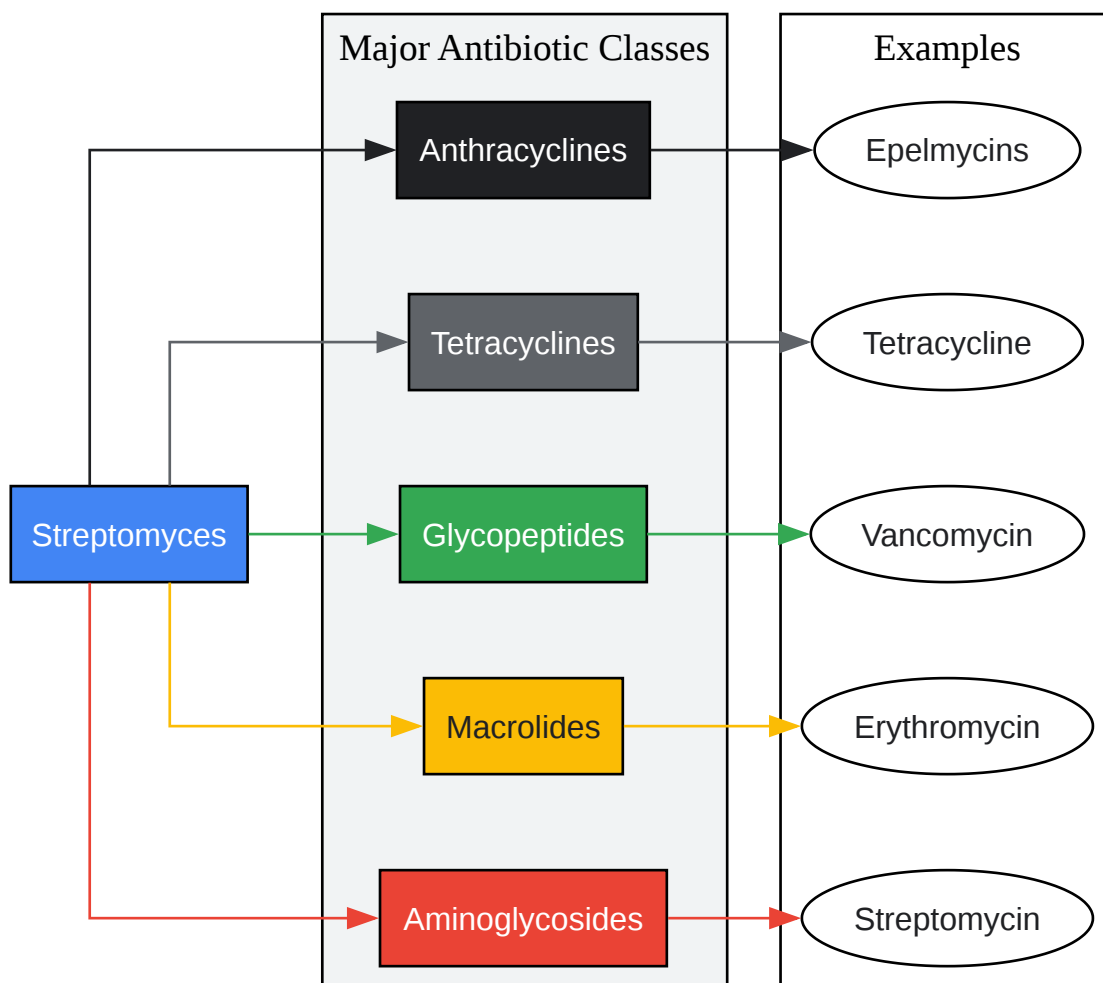 Major Antibiotic Classes
Examples
Anthracyclines
Epelmycins
Tetracyclines
Tetracycline
Streptomyces
Glycopeptides
Vancomycin
Macrolides
Erythromycin
Aminoglycosides
Streptomycin